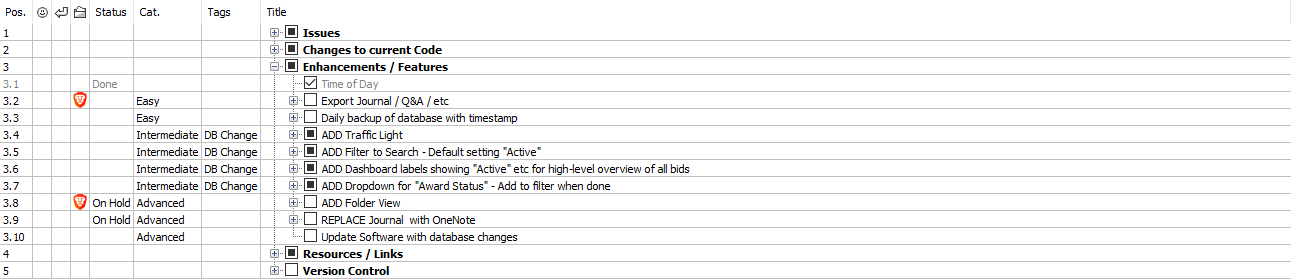 Pos. Status Cat. Tags Title
1 Issues
2 Changes to current Code
3 Enhancements / Features
3.1 Done Time of Day
3.2 Easy Export Journal / Q&A / etc
3.3 Easy Daily backup of database with timestamp
3.4 Intermediate DB Change ADD Traffic Light
3.5 Intermediate DB Change ADD Filter to Search - Default setting "Active"
3.6 Intermediate DB Change ADD Dashboard labels showing "Active" etc for high-level overview of all bids
3.7 Intermediate DB Change ADD Dropdown for "Award Status" - Add to filter when done
3.8 On Hold Advanced ADD Folder View
3.9 On Hold Advanced REPLACE Journal with OneNote
3.10 Advanced Update Software with database changes
4 Resources / Links
5 Version Control